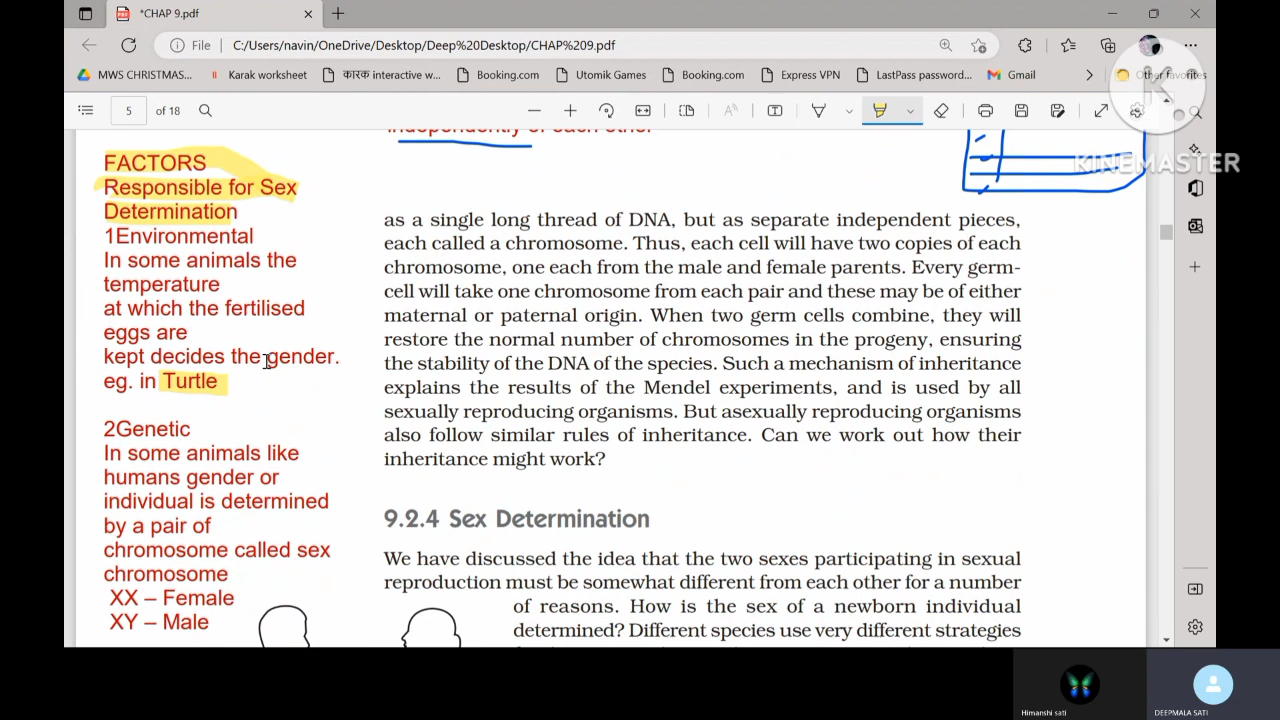 *CHAP 9.pdf
File
C:/Users/navin/OneDrive/Desktop/Deep%20Desktop/CHAP%209.pdf
MWS CHRISTMAS...
Karak worksheet
कारक interactive w...
Booking.com
Utomik Games
Booking.com
Express VPN
LastPass password...
Gmail
Other favorites
5 of 18
KINEMASTER
independently of each other
FACTORS
Responsible for Sex
Determination
1Environmental
In some animals the
temperature
at which the fertilised
eggs are
kept decides the gender.
eg. in Turtle
2Genetic
In some animals like
humans gender or
individual is determined
by a pair of
chromosome called sex
chromosome
XX – Female
XY – Male
as a single long thread of DNA, but as separate independent pieces,
each called a chromosome. Thus, each cell will have two copies of each
chromosome, one each from the male and female parents. Every germ-
cell will take one chromosome from each pair and these may be of either
maternal or paternal origin. When two germ cells combine, they will
restore the normal number of chromosomes in the progeny, ensuring
the stability of the DNA of the species. Such a mechanism of inheritance
explains the results of the Mendel experiments, and is used by all
sexually reproducing organisms. But asexually reproducing organisms
also follow similar rules of inheritance. Can we work out how their
inheritance might work?
9.2.4 Sex Determination
We have discussed the idea that the two sexes participating in sexual
reproduction must be somewhat different from each other for a number
of reasons. How is the sex of a newborn individual
determined? Different species use very different strategies
Himanshi sati
DEEPMALA SATI